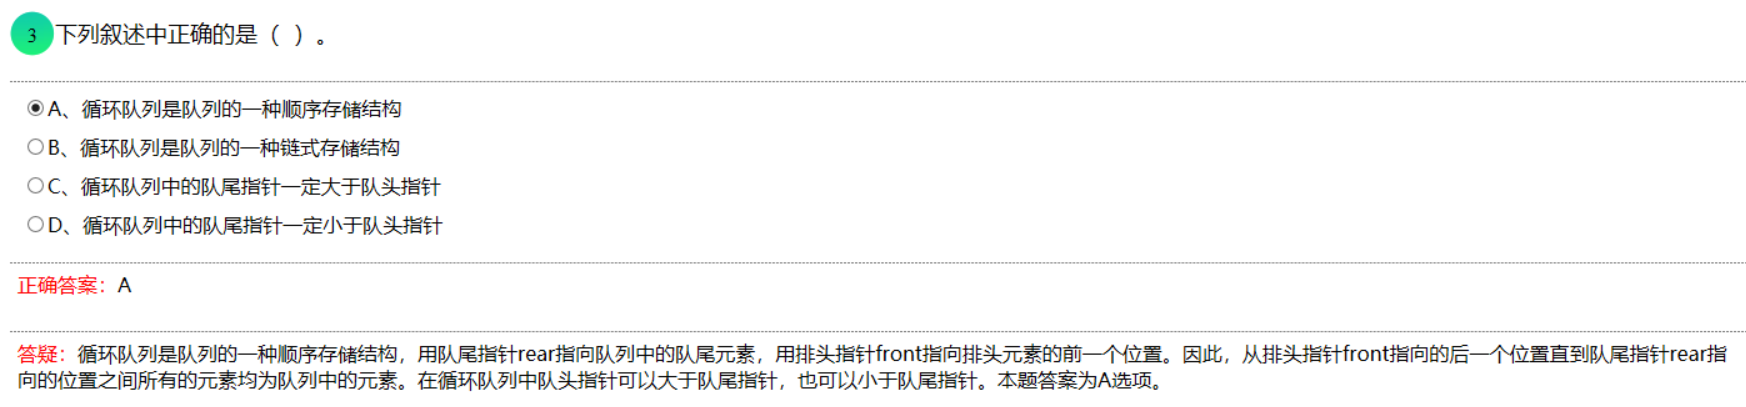 3 下列叙述中正确的是（ ）。
A、循环队列是队列的一种顺序存储结构
B、循环队列是队列的一种链式存储结构
C、循环队列中的队尾指针一定大于队头指针
D、循环队列中的队尾指针一定小于队头指针
正确答案：A
答疑：循环队列是队列的一种顺序存储结构，用队尾指针rear指向队列中的队尾元素，用排头指针front指向排头元素的前一个位置。因此，从排头指针front指向的后一个位置直到队尾指针rear指
向的位置之间所有的元素均为队列中的元素。在循环队列中队头指针可以大于队尾指针，也可以小于队尾指针。本题答案为A选项。